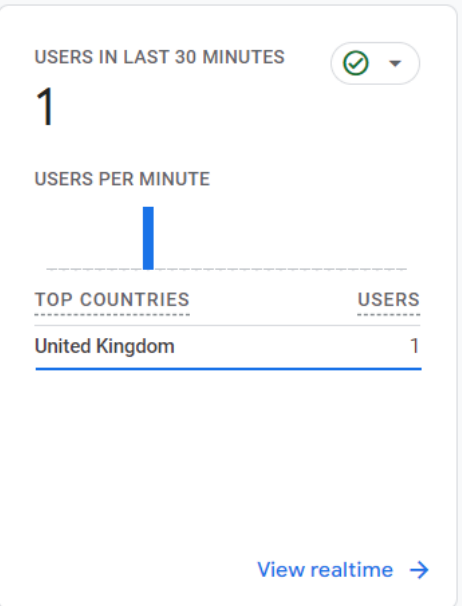 USERS IN LAST 30 MINUTES
1
USERS PER MINUTE
TOP COUNTRIES USERS
United Kingdom 1
View realtime